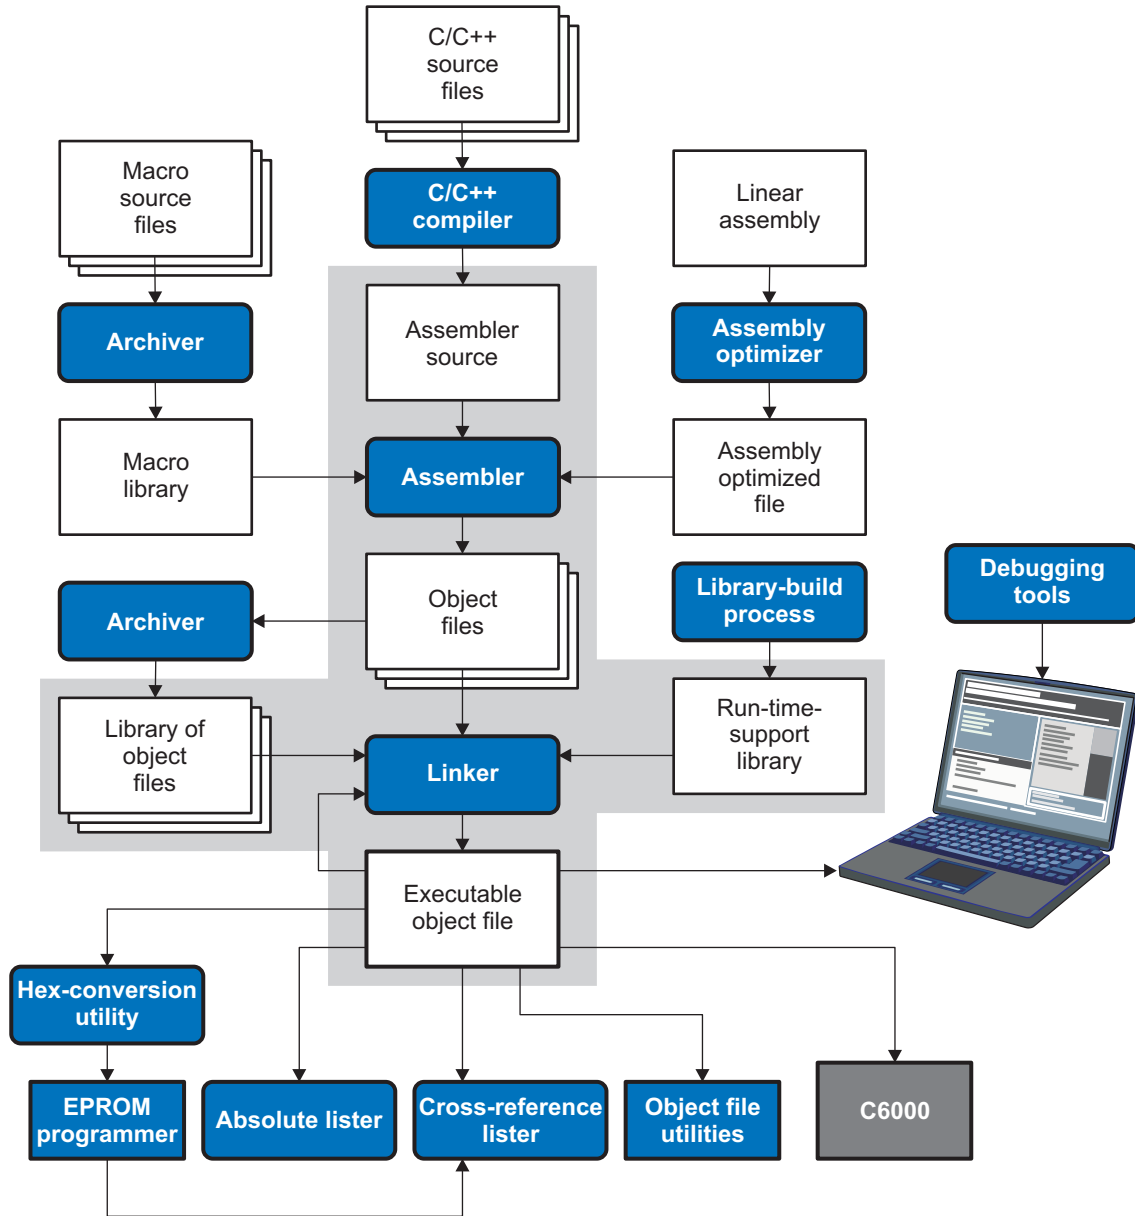 C/C++
source
files
Macro
source
files
C/C++
compiler
Linear
assembly
Archiver
Assembler
source
Assembly
optimizer
Macro
library
Assembler
Assembly
optimized
file
Archiver
Object
files
Library-build
process
Debugging
tools
Library of
object
files
Linker
Run-time-
support
library
Executable
object file
Hex-conversion
utility
EPROM
programmer
Absolute lister
Cross-reference
lister
Object file
utilities
C6000